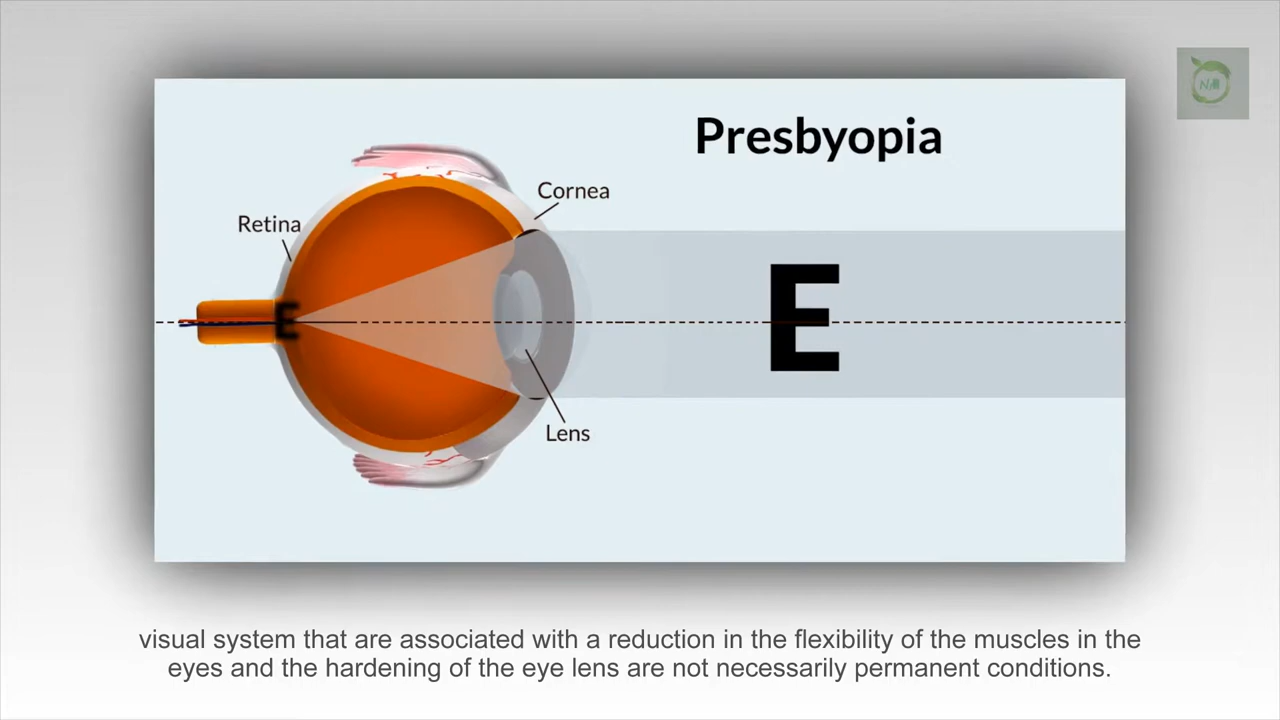 Presbyopia
Cornea
Retina
E
E
Lens
visual system that are associated with a reduction in the flexibility of the muscles in the
eyes and the hardening of the eye lens are not necessarily permanent conditions.